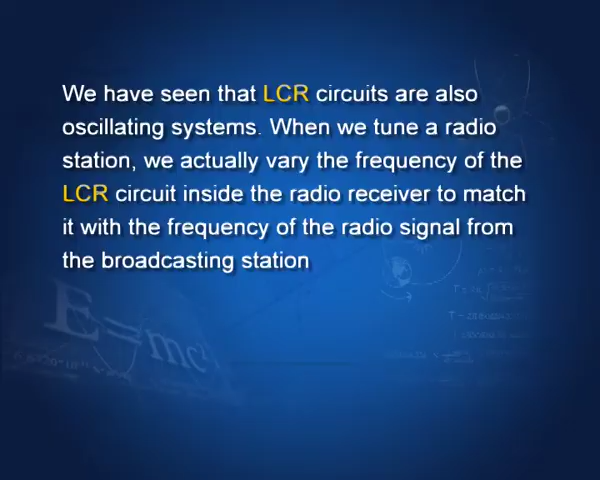 We have seen that LCR circuits are also
oscillating systems. When we tune a radio
station, we actually vary the frequency of the
LCR circuit inside the radio receiver to match
it with the frequency of the radio signal from
the broadcasting station
E=mc²